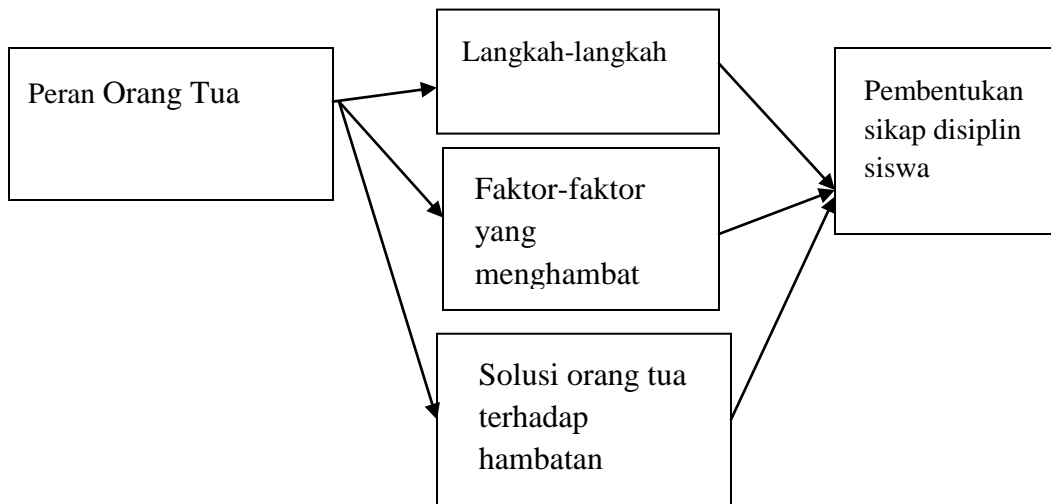 Peran Orang Tua
Langkah-langkah
Faktor-faktor
yang
menghambat
Solusi orang tua
terhadap
hambatan
Pembentukan
sikap disiplin
siswa